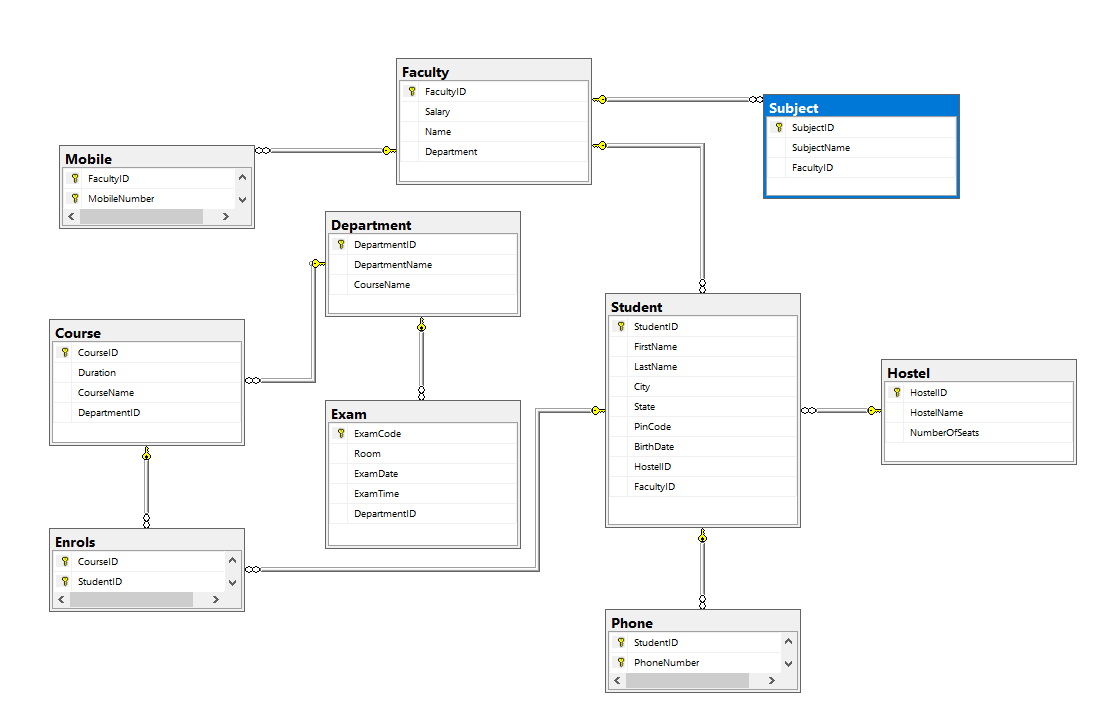 Faculty
FacultyID
Salary
Name
Department
Subject
SubjectID
SubjectName
FacultyID
Mobile
FacultyID
MobileNumber
Department
DepartmentID
DepartmentName
CourseName
Course
CourseID
Duration
CourseName
DepartmentID
Student
StudentID
FirstName
LastName
City
State
PinCode
BirthDate
HostelID
FacultyID
Hostel
HostelID
HostelName
NumberOfSeats
Exam
ExamCode
Room
ExamDate
ExamTime
DepartmentID
Enrols
CourseID
StudentID
Phone
StudentID
PhoneNumber